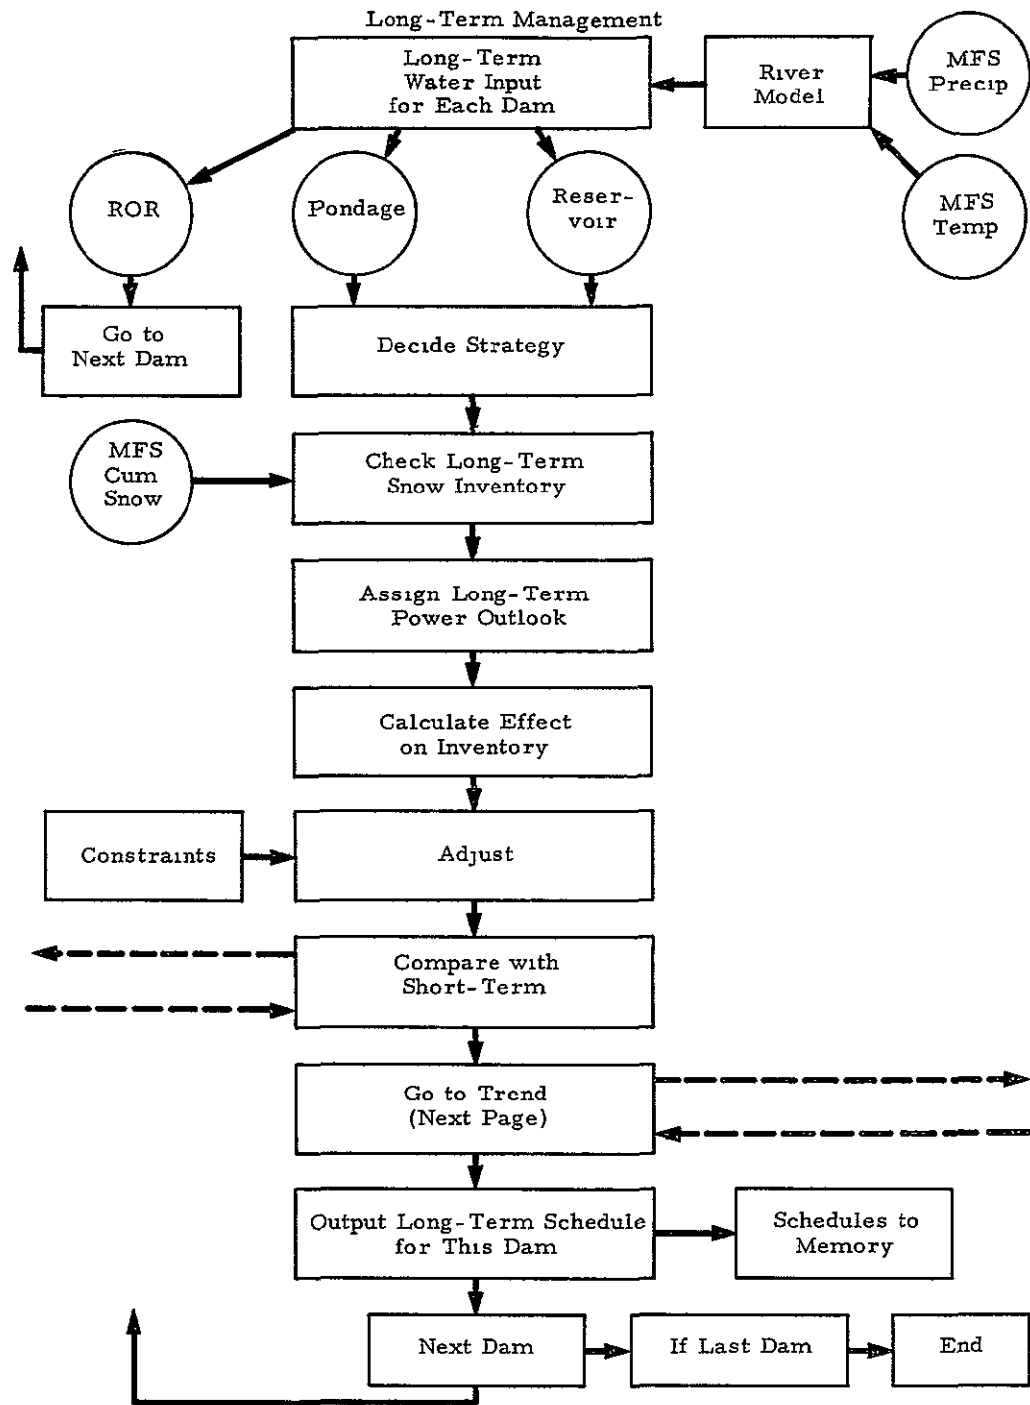 Long-Term Management
Long-Term
Water Input
for Each Dam
River
Model
MFS
Precip
MFS
Temp
ROR
Pondage
Reser-
voir
Go to
Next Dam
Decide Strategy
MFS
Cum
Snow
Check Long-Term
Snow Inventory
Assign Long-Term
Power Outlook
Calculate Effect
on Inventory
Constraints
Adjust
Compare with
Short-Term
Go to Trend
(Next Page)
Output Long-Term Schedule
for This Dam
Schedules to
Memory
Next Dam
If Last Dam
End